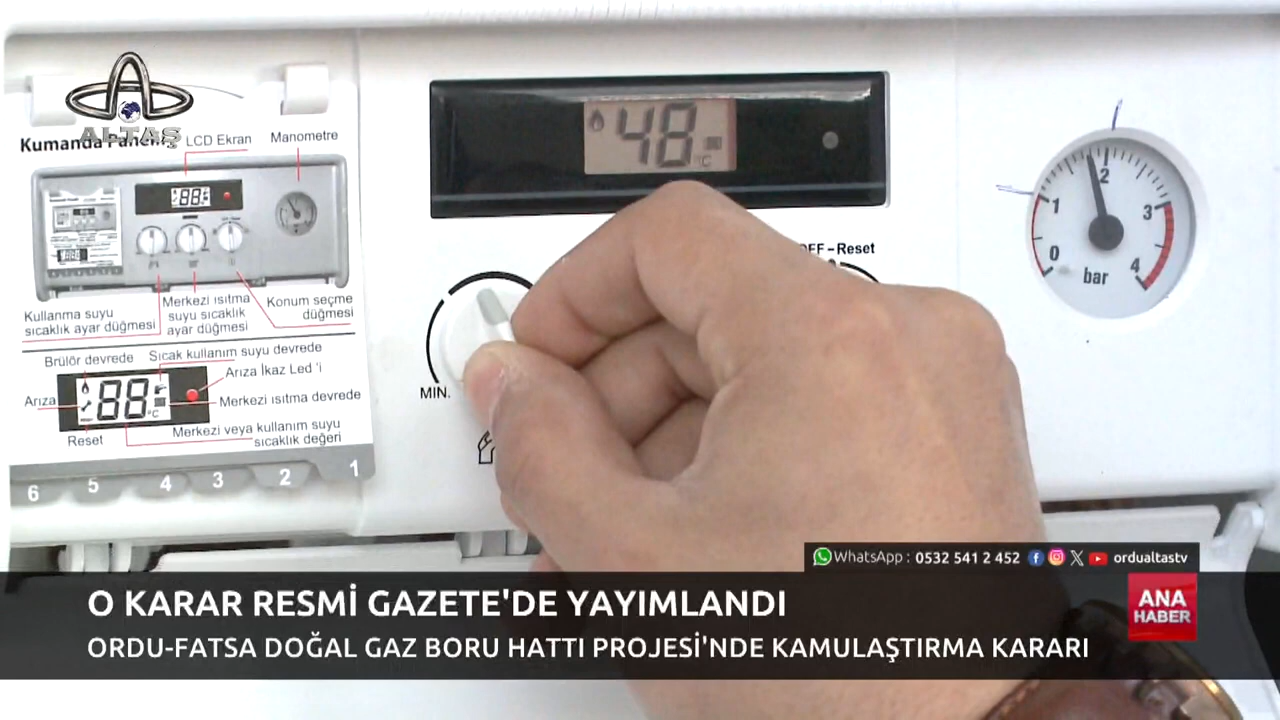 ALTAŞ
Kumanda Paneli
LCD Ekran
Manometre
88
Kullanma suyu
sıcaklık ayar düğmesi
Merkezi ısıtma
suyu sıcaklık
ayar düğmesi
Konum seçme
düğmesi
Brülör devrede
Sıcak kullanım suyu devrede
Arıza İkaz Led 'i
Arıza
88 °C
Merkezi ısıtma devrede
Reset
Merkezi veya kullanım suyu
sıcaklık değeri
6 5 4 3 2 1
48 °C
OFF – Reset
MIN.
0 1 2 3 4
bar
WhatsApp : 0532 541 2 452 ordualtastv
O KARAR RESMİ GAZETE'DE YAYIMLANDI
ORDU-FATSA DOĞAL GAZ BORU HATTI PROJESİ'NDE KAMULAŞTIRMA KARARI
ANA
HABER